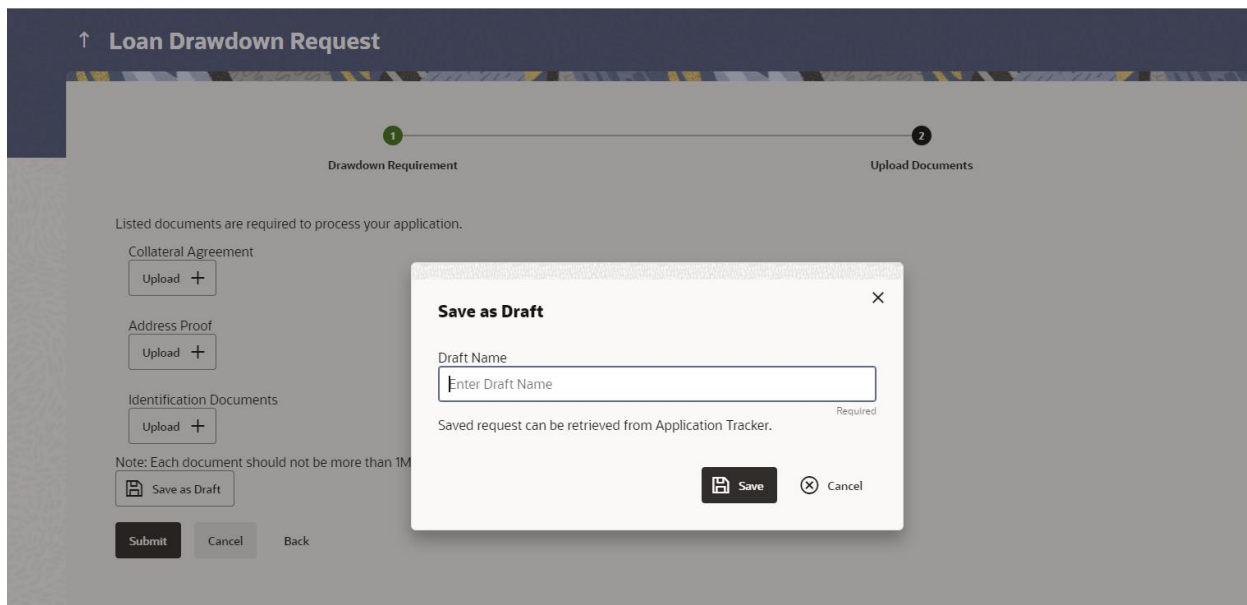 ↑ Loan Drawdown Request
1
2
Drawdown Requirement
Upload Documents
Listed documents are required to process your application.
Collateral Agreement
Upload +
Address Proof
Upload +
Identification Documents
Upload +
Note: Each document should not be more than 1M
Save as Draft
Submit Cancel Back
Save as Draft
Draft Name
Enter Draft Name
Required
Saved request can be retrieved from Application Tracker.
Save Cancel